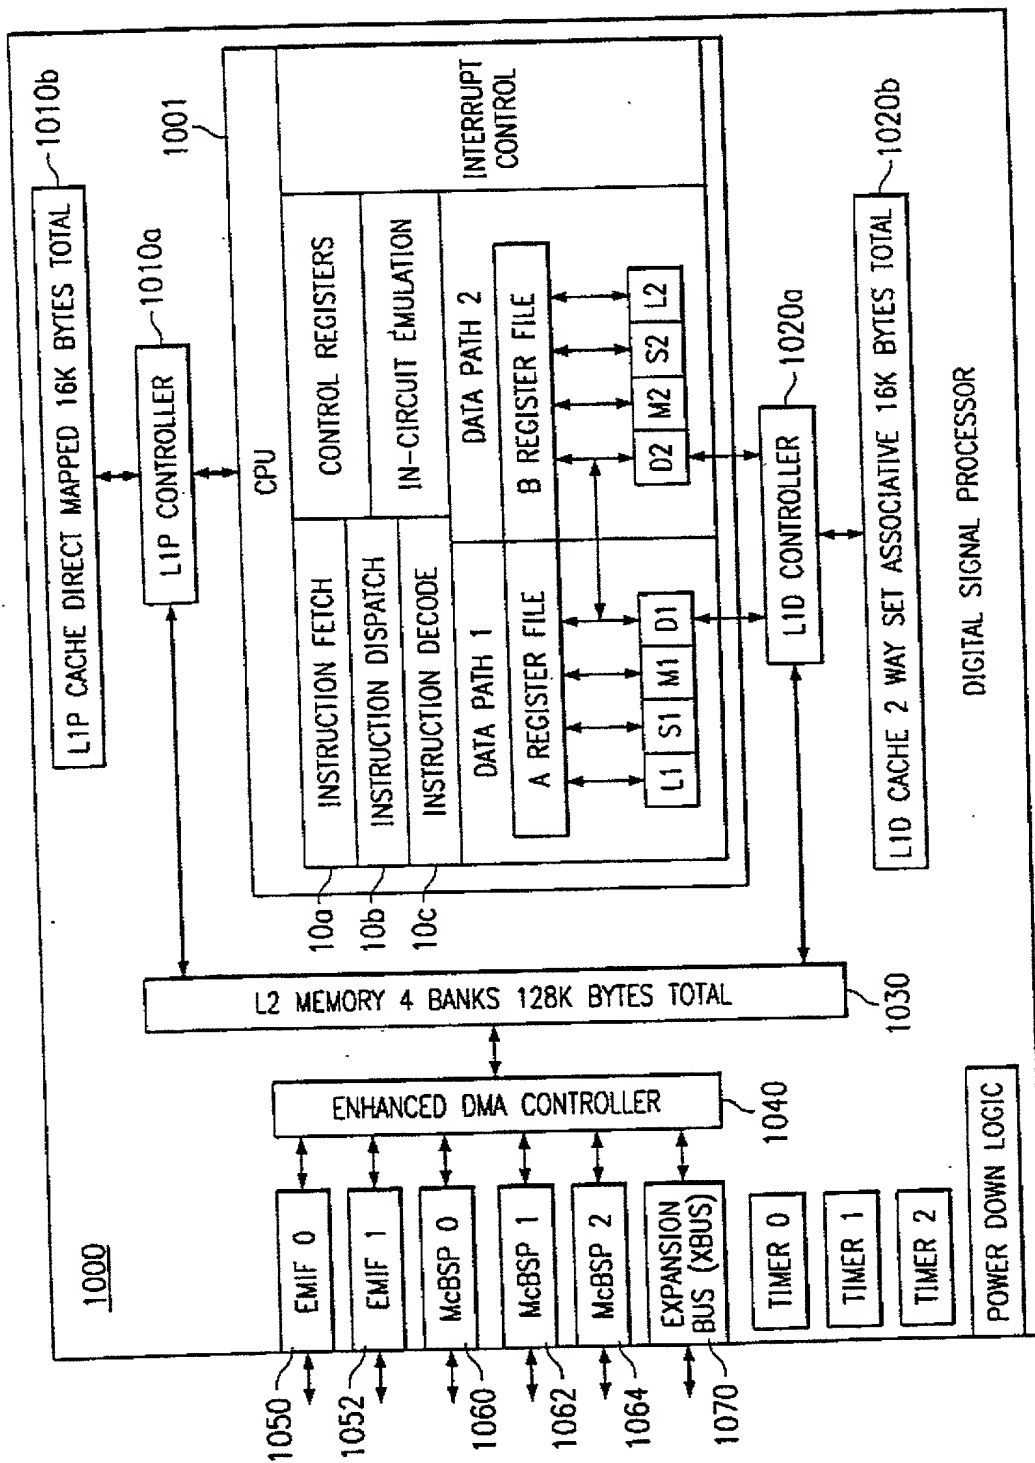 1000
L1P CACHE DIRECT MAPPED 16K BYTES TOTAL
1010b
L1P CONTROLLER
1010a
1001
CPU
INSTRUCTION FETCH
INSTRUCTION DISPATCH
INSTRUCTION DECODE
10a
10b
10c
CONTROL REGISTERS
IN-CIRCUIT EMULATION
INTERRUPT
CONTROL
DATA PATH 1
A REGISTER FILE
L1
S1
M1
D1
DATA PATH 2
B REGISTER FILE
D2
M2
S2
L2
L1D CONTROLLER
1020a
L1D CACHE 2 WAY SET ASSOCIATIVE 16K BYTES TOTAL
1020b
DIGITAL SIGNAL PROCESSOR
L2 MEMORY 4 BANKS 128K BYTES TOTAL
1030
ENHANCED DMA CONTROLLER
1040
EMIF 0
EMIF 1
McBSP 0
McBSP 1
McBSP 2
EXPANSION
BUS (XBUS)
1050
1052
1060
1062
1064
1070
TIMER 0
TIMER 1
TIMER 2
POWER DOWN LOGIC